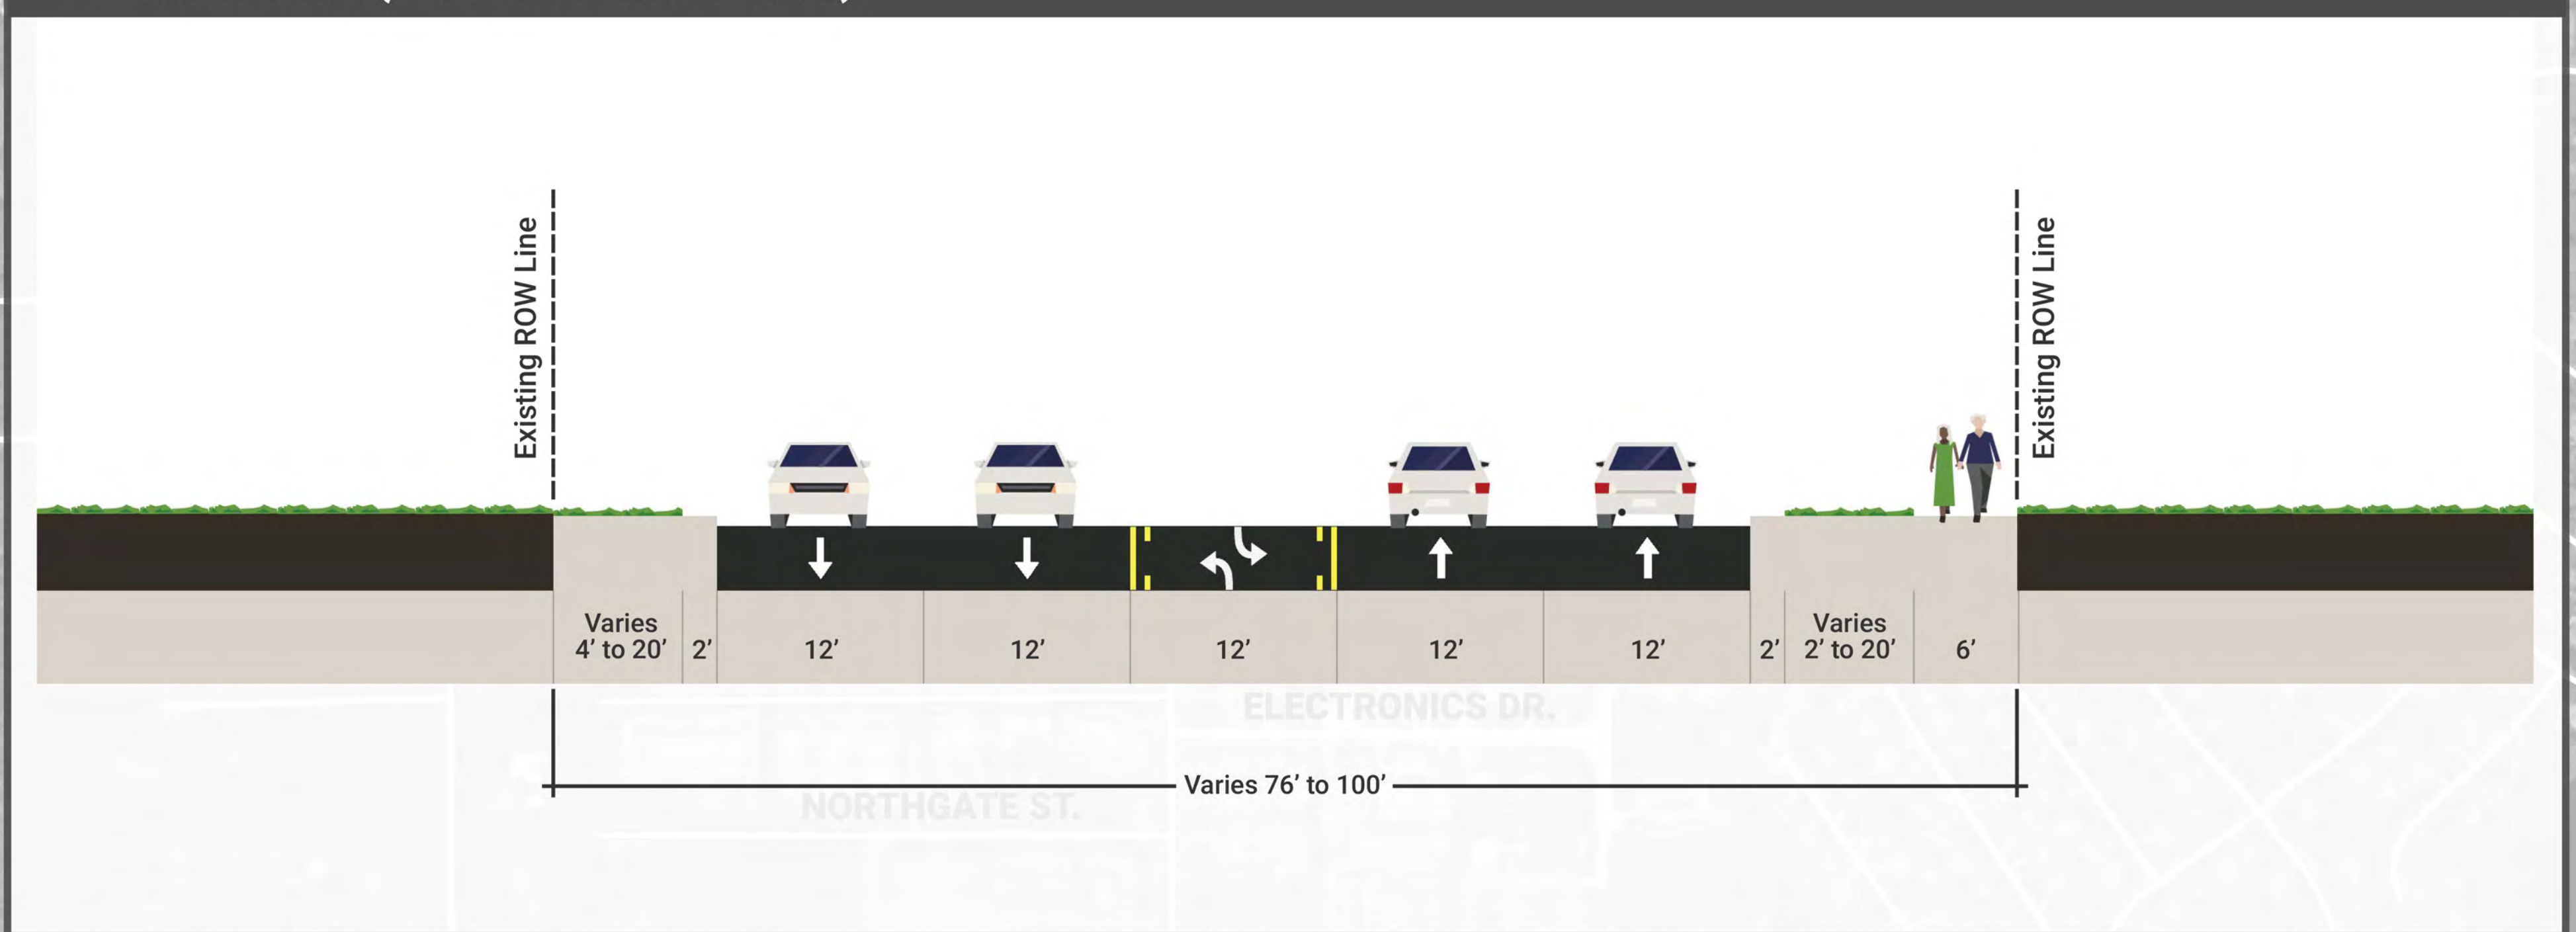 Existing ROW Line
Existing ROW Line
Varies
4’ to 20’
2’
12’
12’
12’
12’
12’
2’
Varies
2’ to 20’
6’
ELECTRONICS DR.
Varies 76’ to 100’
NORTHGATE ST.